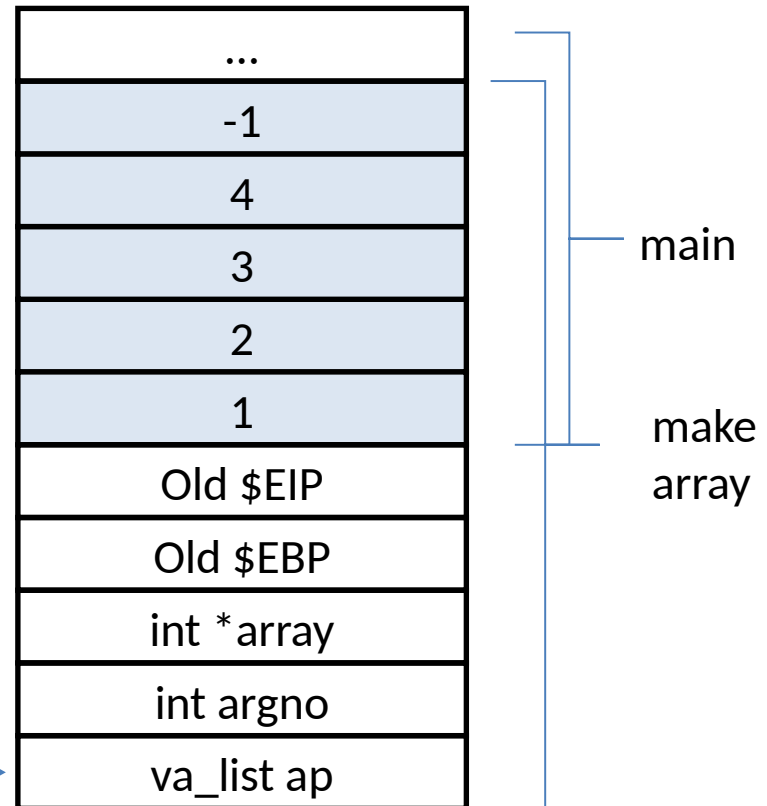 ...
-1
4
3
main
2
1
make
array
Old $EIP
Old $EBP
int *array
int argno
va_list ap